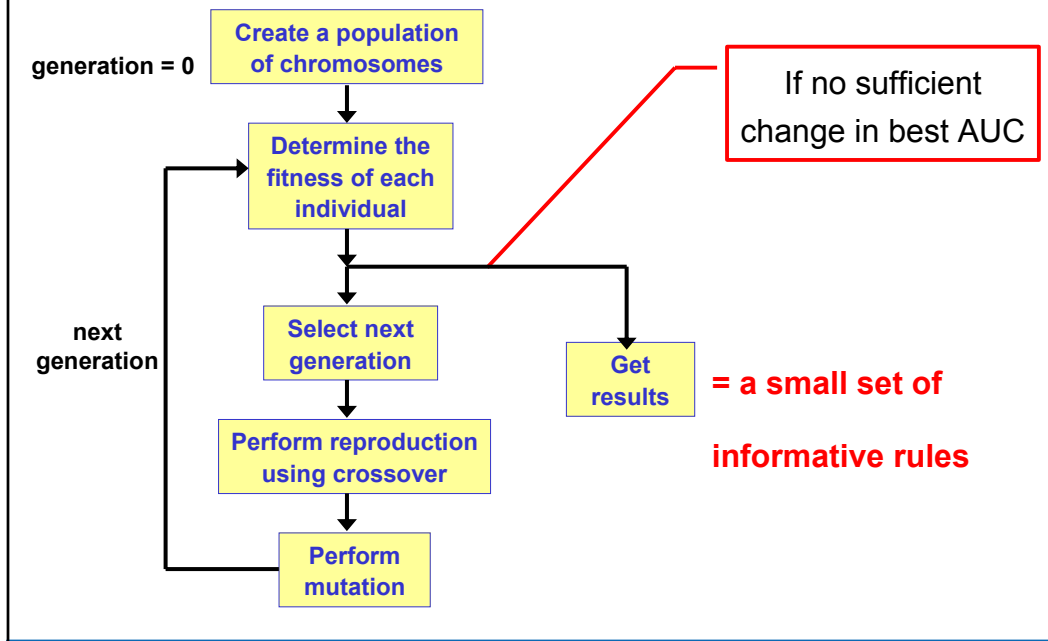 generation = 0
Create a population
of chromosomes
If no sufficient
change in best AUC
Determine the
fitness of each
individual
next
generation
Select next
generation
Get
results
= a small set of
informative rules
Perform reproduction
using crossover
Perform
mutation